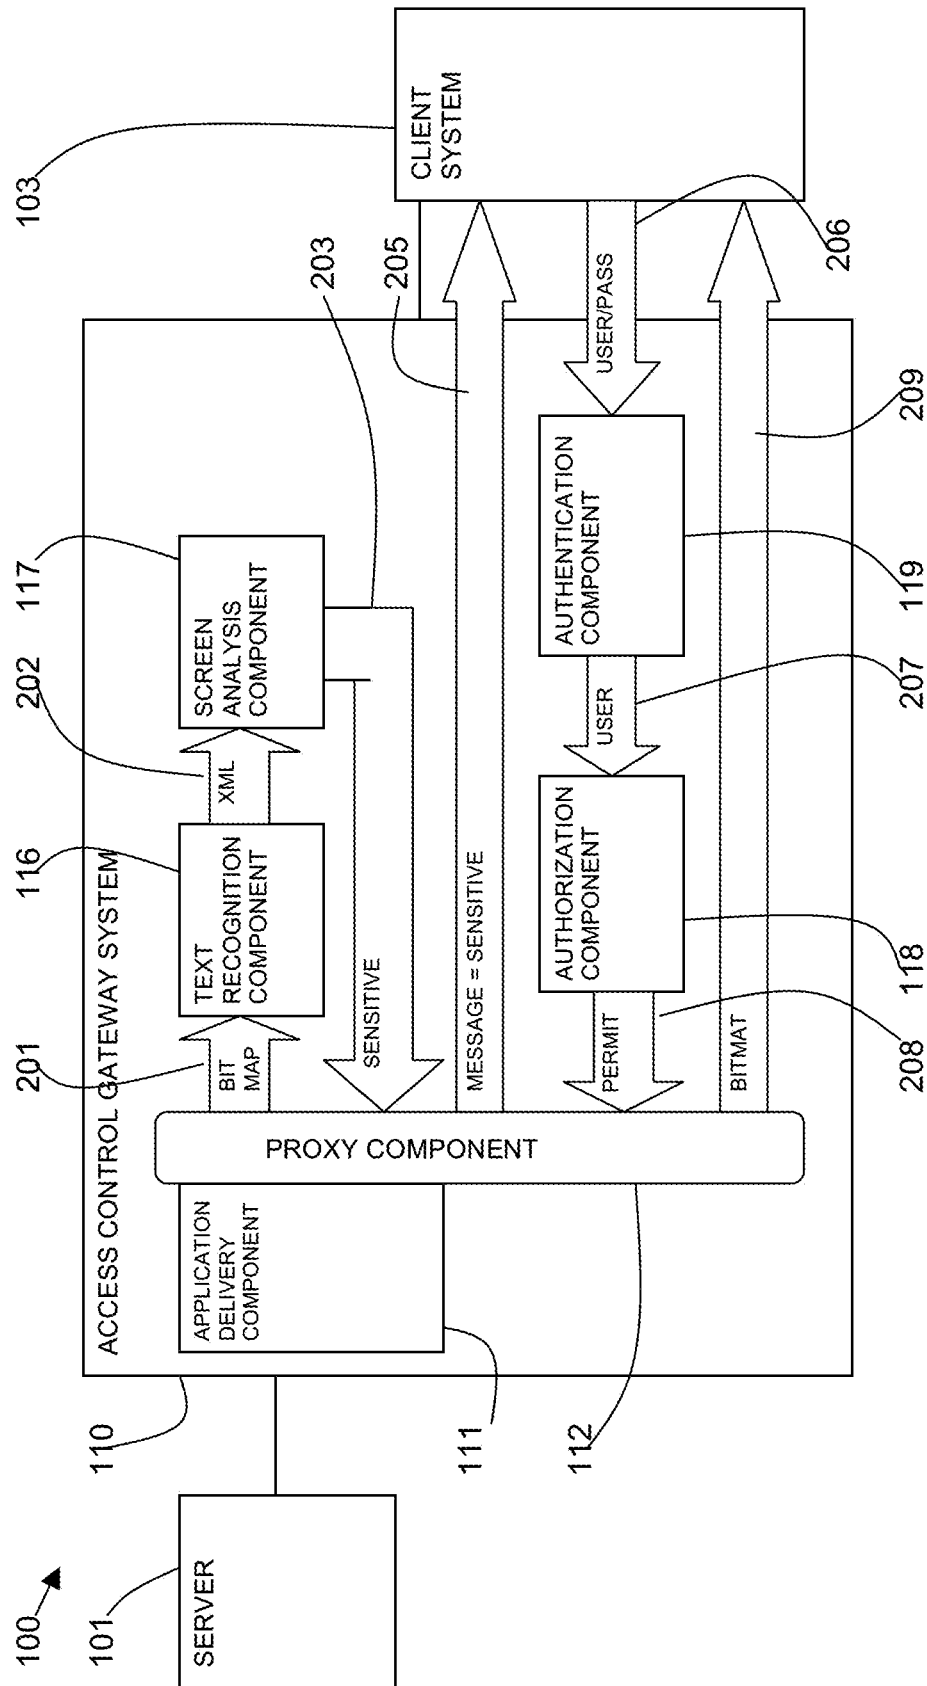 100
101
SERVER
110
ACCESS CONTROL GATEWAY SYSTEM
111
APPLICATION
DELIVERY
COMPONENT
112
PROXY COMPONENT
201
BIT
MAP
116
TEXT
RECOGNITION
COMPONENT
202
XML
117
SCREEN
ANALYSIS
COMPONENT
203
SENSITIVE
205
MESSAGE = SENSITIVE
103
CLIENT
SYSTEM
206
USER/PASS
119
AUTHENTICATION
COMPONENT
207
USER
118
AUTHORIZATION
COMPONENT
208
PERMIT
209
BITMAT